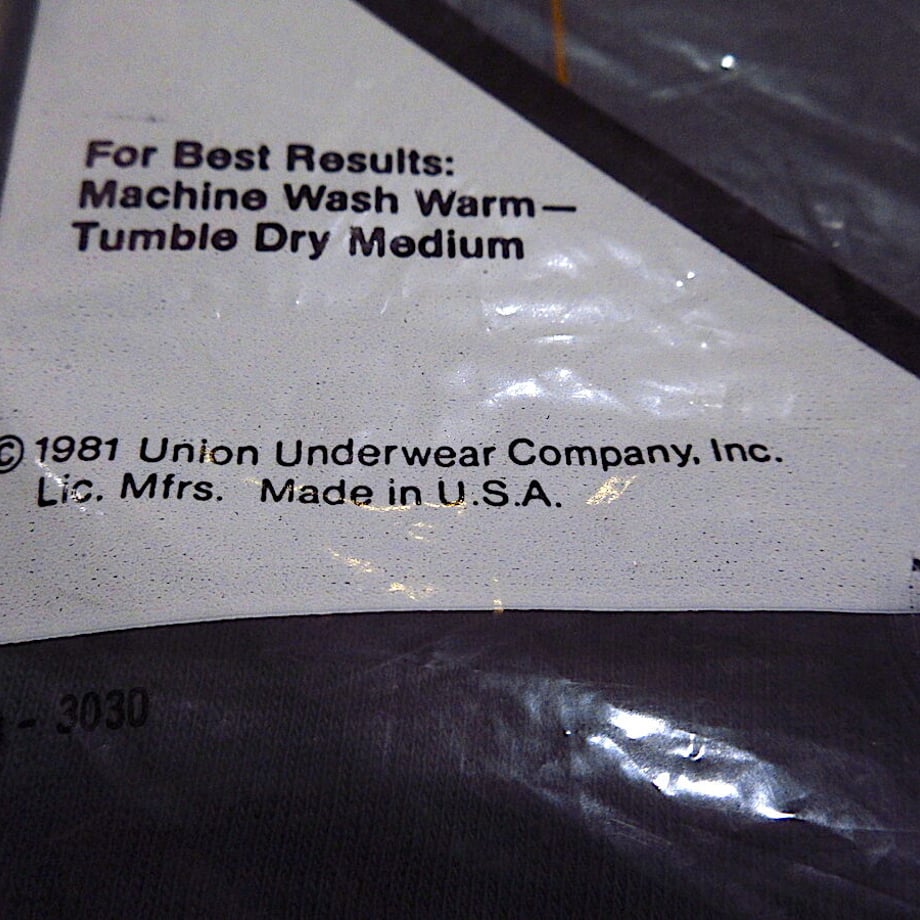 For Best Results:
Machine Wash Warm—
Tumble Dry Medium
© 1981 Union Underwear Company, Inc.
Lic. Mfrs. Made in U.S.A.
- 3030